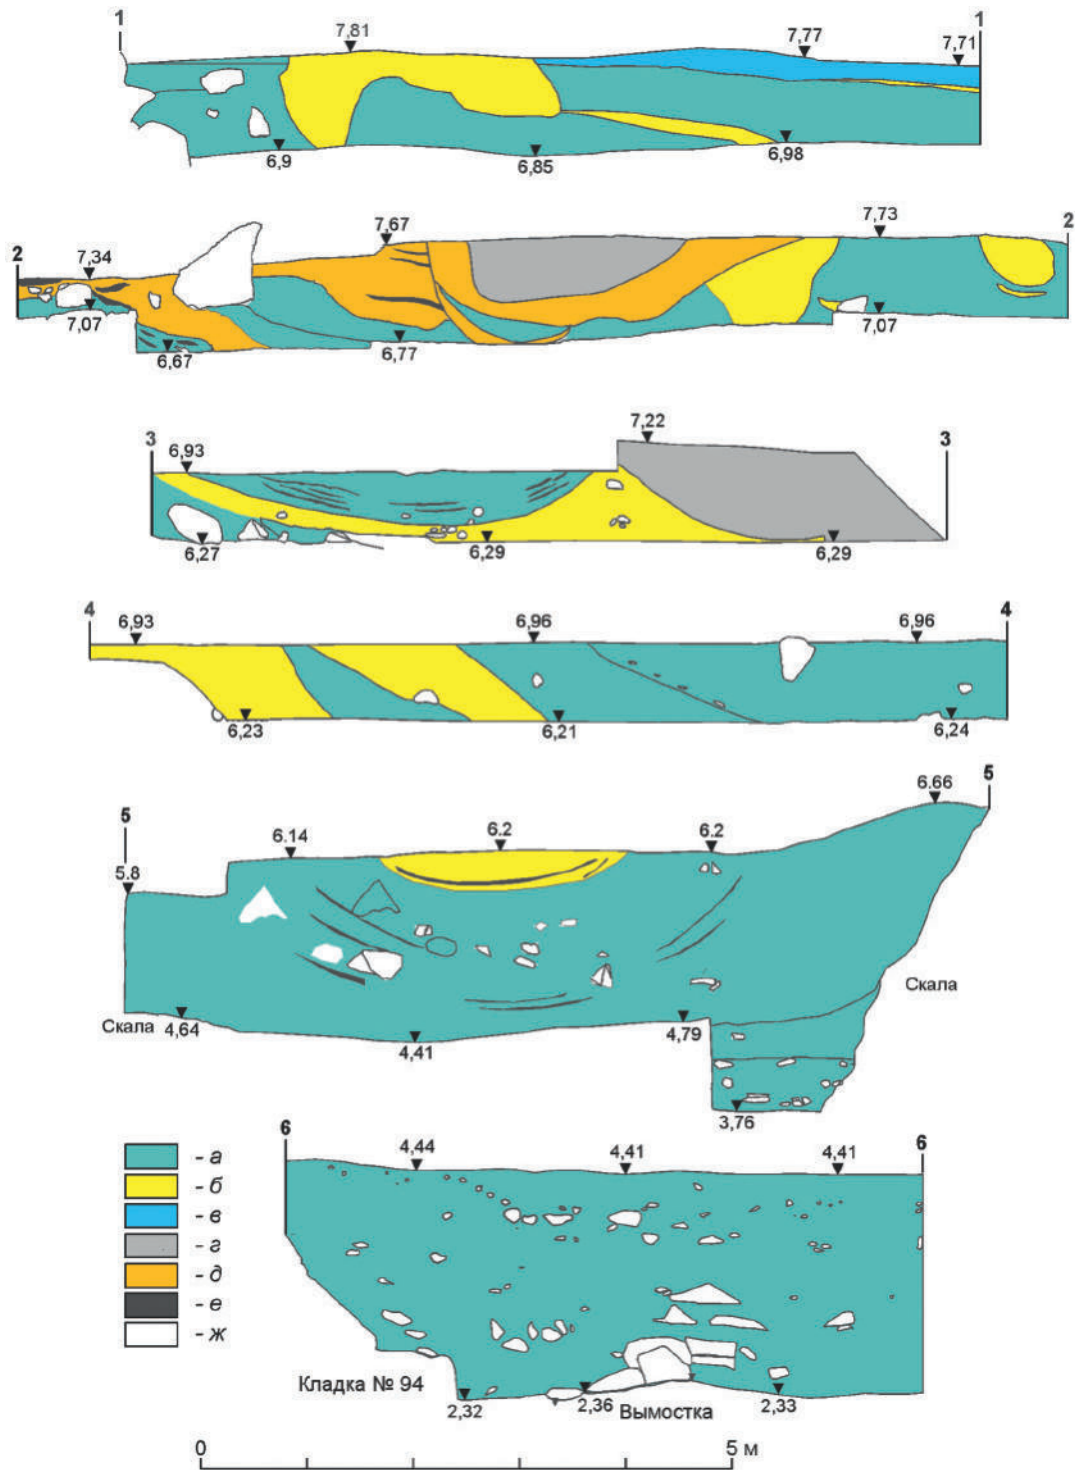 1 1
7,81 7,77 7,71
6,9 6,85 6,98
2 2
7,34 7,67 7,73
7,07 6,67 6,77 7,07
3 3
6,93 7,22
6,27 6,29 6,29
4 4
6,93 6,96 6,96
6,23 6,21 6,24
5 5
5.8 6.14 6.2 6.2 6.66
Скала
Скала 4,64 4,41 4,79
3,76
6 6
4,44 4,41 4,41
- а
- б
- в
- г
- д
- е
- ж
Кладка № 94
2,32 2,36 2,33
Вымостка
0 5 м